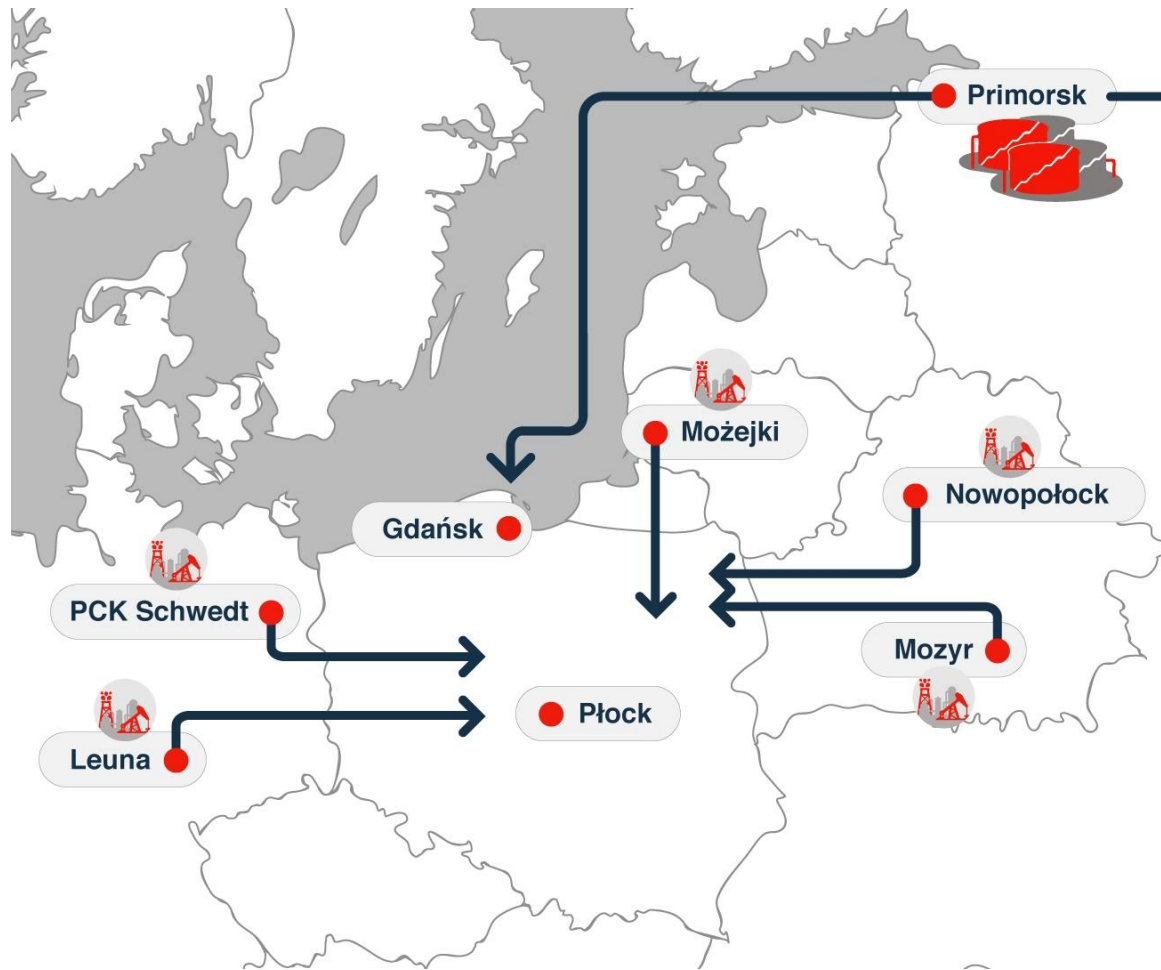 Primorsk
Możejki
Nowopołock
Gdańsk
PCK Schwedt
Mozyr
Płock
Leuna